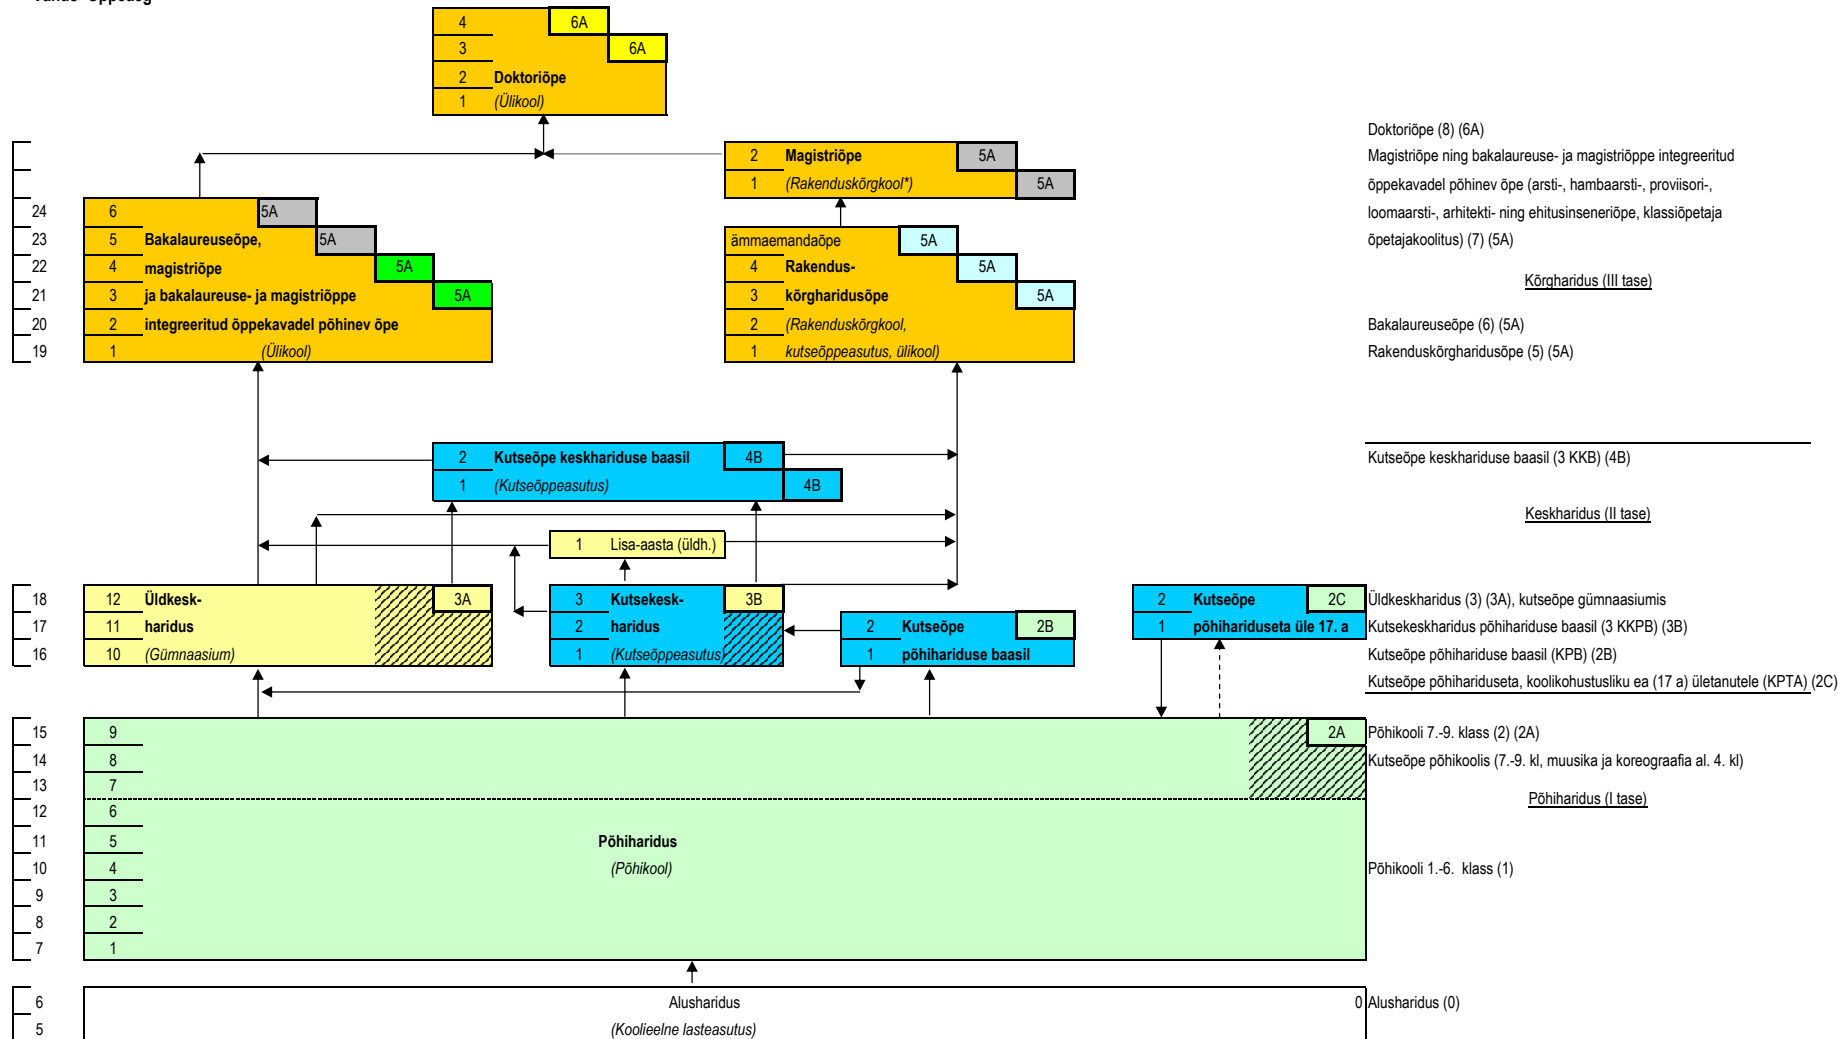 4 6A
3 6A
2 Doktoriõpe
1 (Ülikool)
Doktoriõpe (8) (6A)
2 Magistriõpe 5A Magistriõpe ning bakalaureuse- ja magistriõppe integreeritud
1 (Rakenduskõrgkool*) 5A õppekavadel põhinev õpe (arsti-, hambaarsti-, proviisori-,
24 6 5A loomaarsti-, arhitekti- ning ehitusinseneriõpe, klassiõpetaja
23 5 Bakalaureuseõpe, 5A ämmaemandaõpe 5A õpetajakoolitus) (7) (5A)
22 4 magistriõpe 5A 4 Rakendus- 5A
Kõrgharidus (III tase)
21 3 ja bakalaureuse- ja magistriõppe 5A 3 kõrgharidusõpe 5A
20 2 integreeritud õppekavadel põhinev õpe 2 (Rakenduskõrgkool, Bakalaureuseõpe (6) (5A)
19 1 (Ülikool) 1 kutseõppeasutus, ülikool) Rakenduskõrgharidusõpe (5) (5A)
2 Kutseõpe keskhariduse baasil 4B Kutseõpe keskhariduse baasil (3 KKB) (4B)
1 (Kutseõppeasutus) 4B
Keskharidus (II tase)
1 Lisa-aasta (üldh.)
18 12 Üldkesk- 3A 3 Kutsekesk- 3B 2 Kutseõpe 2C Üldkeskharidus (3) (3A), kutseõpe gümnaasiumis
17 11 haridus 2 haridus 2 Kutseõpe 2B 1 põhihariduseta üle 17. a Kutsekeskharidus põhihariduse baasil (3 KKPB) (3B)
16 10 (Gümnaasium) 1 (Kutseõppeasutus) 1 põhihariduse baasil Kutseõpe põhihariduse baasil (KPB) (2B)
Kutseõpe põhihariduseta, koolikohustusliku ea (17 a) ületanutele (KPTA) (2C)
15 9 2A Põhikooli 7.-9. klass (2) (2A)
14 8 Kutseõpe põhikoolis (7.-9. kl, muusika ja koreograafia al. 4. kl)
13 7
Põhiharidus (I tase)
12 6
11 5 Põhiharidus
10 4 (Põhikool) Põhikooli 1.-6. klass (1)
9 3
8 2
7 1
6 Alusharidus 0 Alusharidus (0)
5 (Koolieelne lasteasutus)